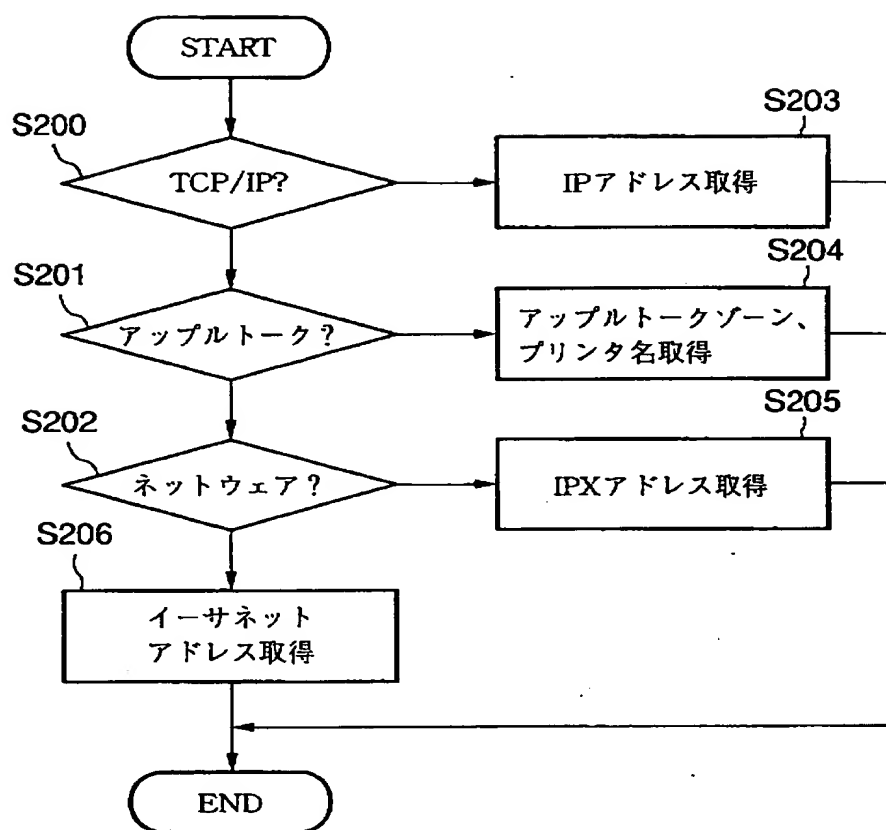 START
S200
TCP/IP?
S203
IPアドレス取得
S201
アップルトーク？
S204
アップルトークゾーン、
プリンタ名取得
S202
ネットウェア？
S205
IPXアドレス取得
S206
イーサネット
アドレス取得
END